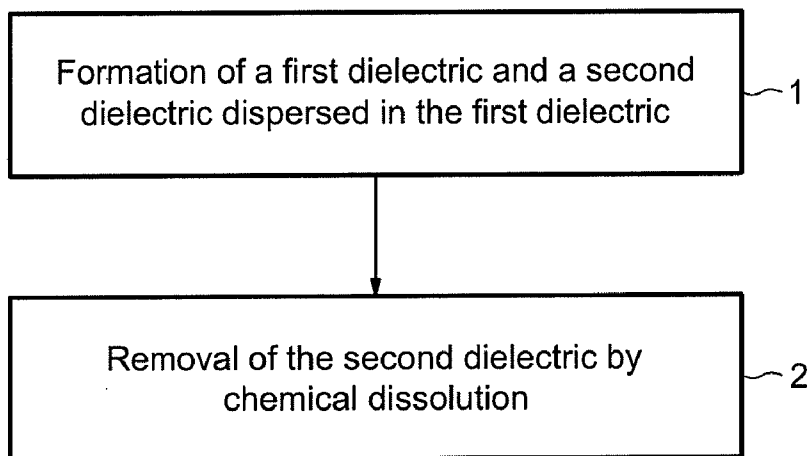 Formation of a first dielectric and a second
dielectric dispersed in the first dielectric
1
Removal of the second dielectric by
chemical dissolution
2